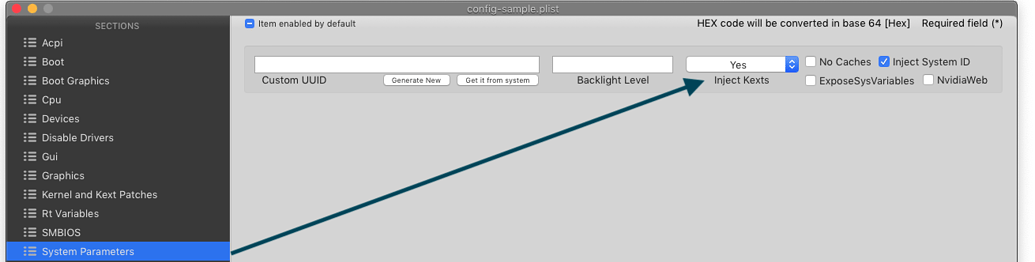 config-sample.plist
SECTIONS
Acpi
Boot
Boot Graphics
Cpu
Devices
Disable Drivers
Gui
Graphics
Kernel and Kext Patches
Rt Variables
SMBIOS
System Parameters
Item enabled by default
HEX code will be converted in base 64 [Hex] Required field (*)
Yes
No Caches
Inject System ID
Custom UUID
Generate New
Get it from system
Backlight Level
Inject Kexts
ExposeSysVariables
NvidiaWeb